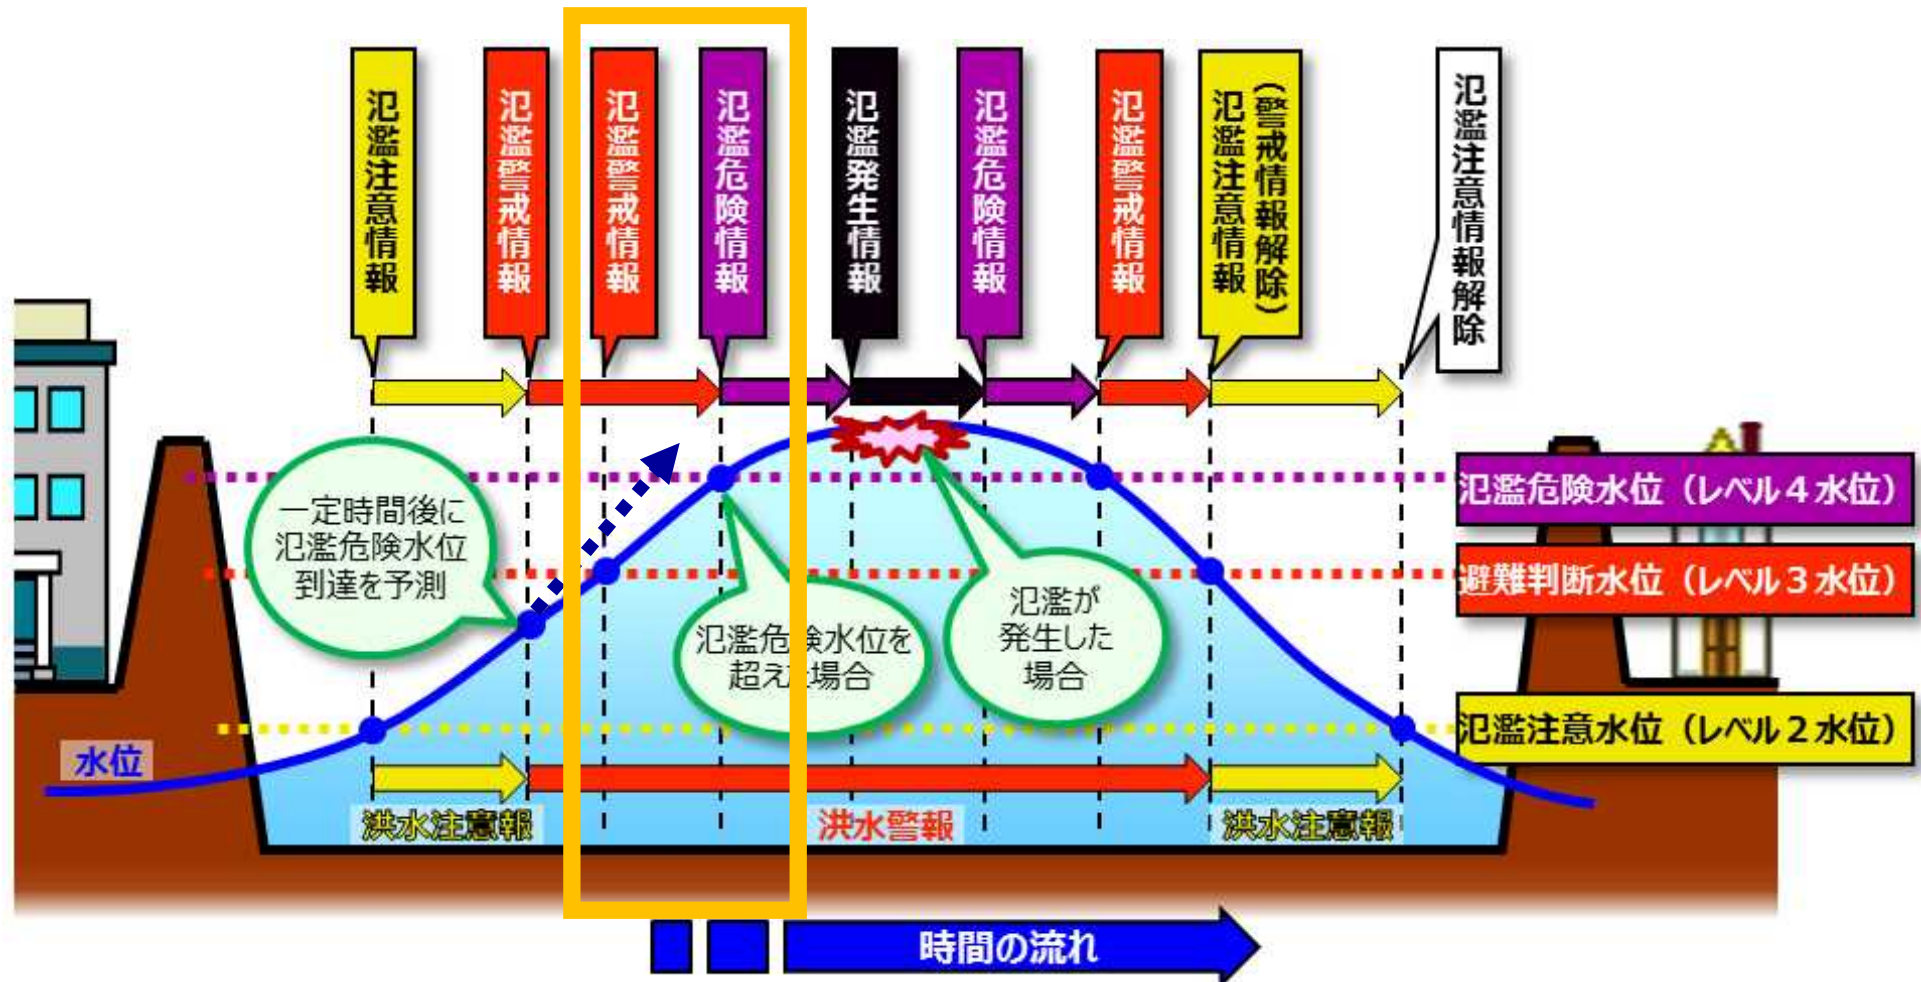 氾濫注意情報
氾濫警戒情報
氾濫警戒情報
氾濫危険情報
氾濫発生情報
氾濫危険情報
氾濫警戒情報
(警戒情報解除)
氾濫注意情報
氾濫注意情報解除
一定時間後に
氾濫危険水位
到達を予測
氾濫危険水位を
超えた場合
氾濫が
発生した
場合
氾濫危険水位(レベル4水位)
避難判断水位(レベル3水位)
氾濫注意水位(レベル2水位)
水位
洪水注意報
洪水警報
洪水注意報
時間の流れ